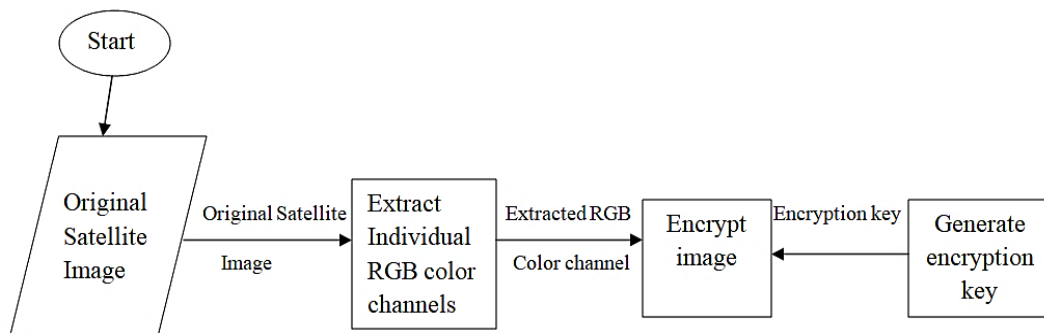 Start
Original
Satellite
Image
Original Satellite
Image
Extract
Individual
RGB color
channels
Extracted RGB
Color channel
Encrypt
image
Encryption key
Generate
encryption
key